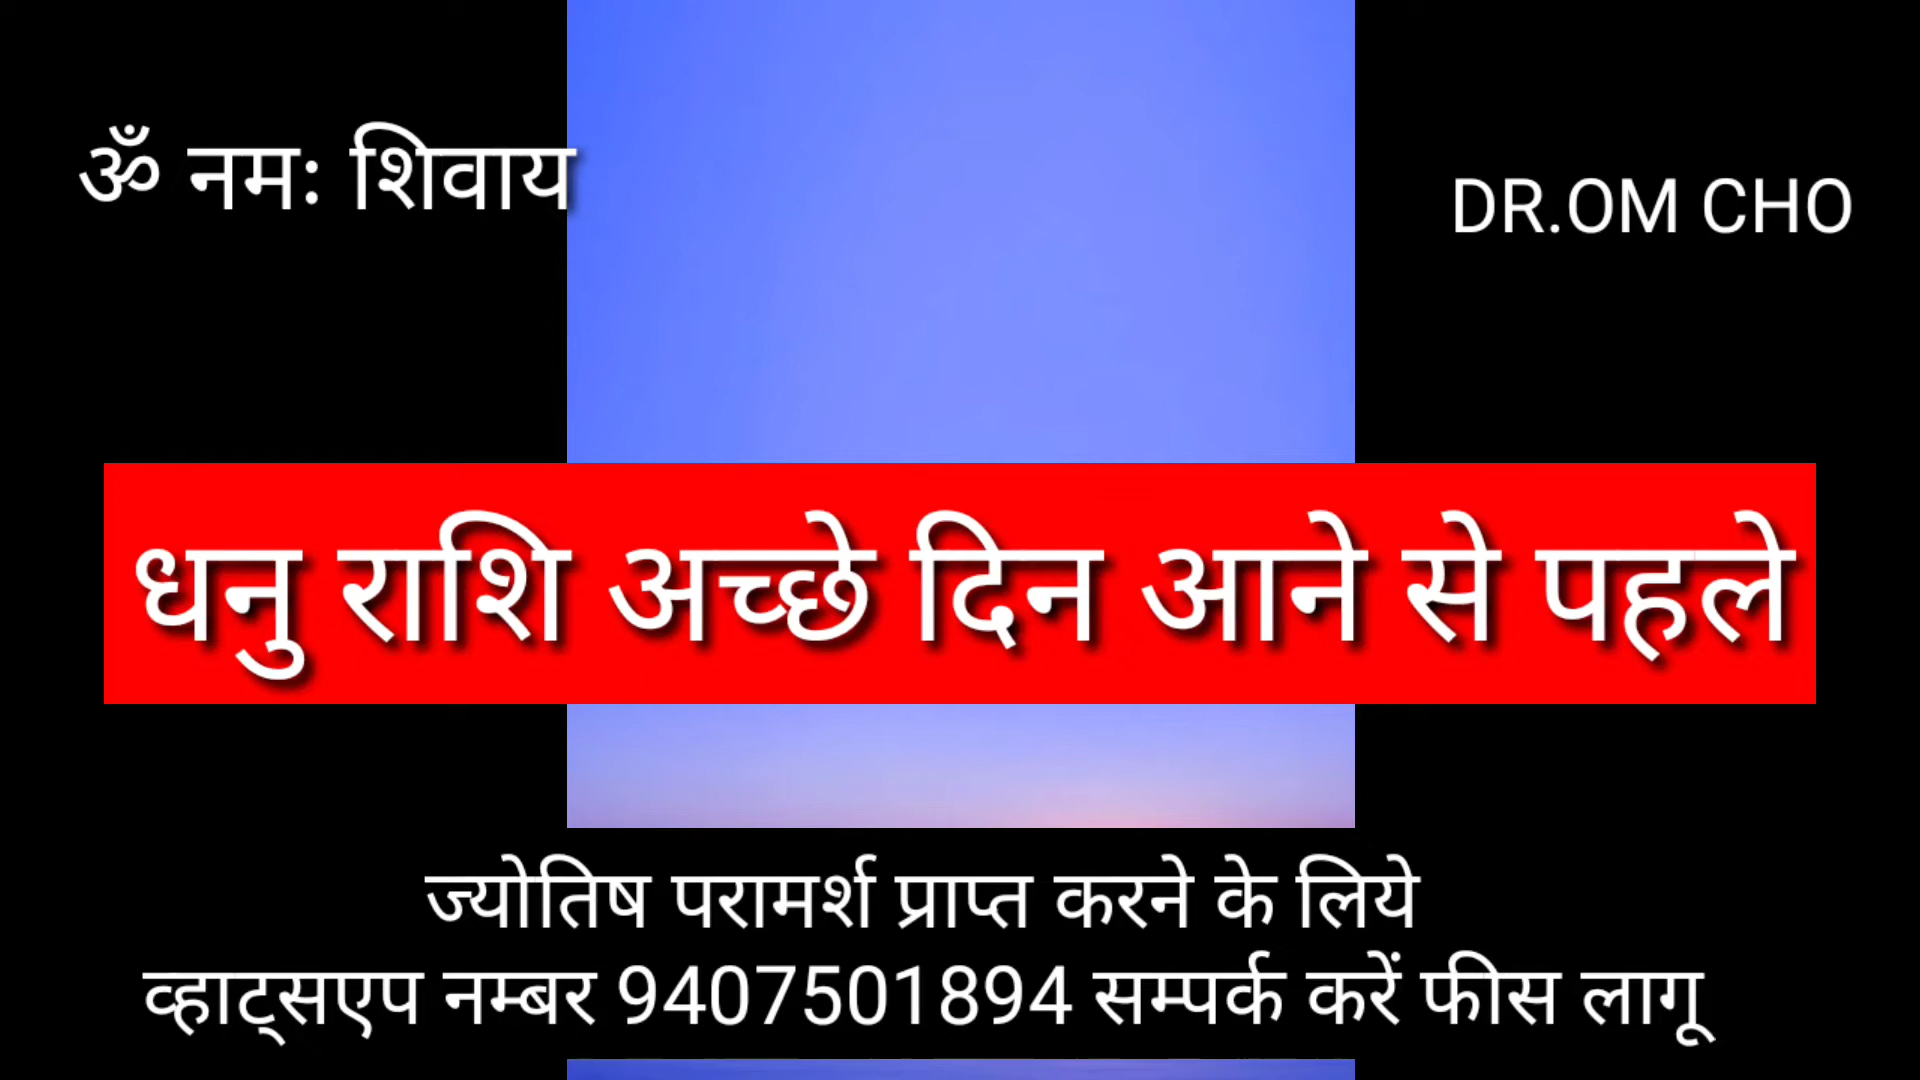 ॐ नमः शिवाय
DR.OM CHO
धनु राशि अच्छे दिन आने से पहले
ज्योतिष परामर्श प्राप्त करने के लिये
व्हाट्सएप नम्बर 9407501894 सम्पर्क करें फीस लागू